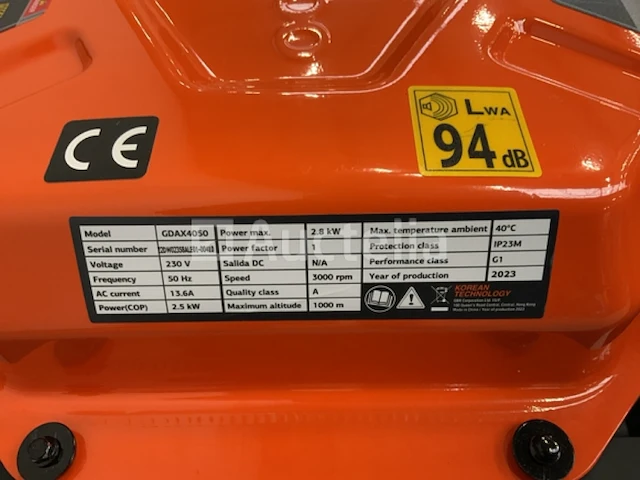 CE
LWA
94 dB
Model GDAX4050 Power max. 2.8 kW Max. temperature ambient 40°C
Serial number Power factor 1 Protection class IP23M
Voltage 230 V Salida DC N/A Performance class G1
Frequency 50 Hz Speed 3000 rpm Year of production 2023
AC current 13.6A Quality class A
Power(COP) 2.5 kW Maximum altitude 1000 m
KOREAN
TECHNOLOGY
Auctelia